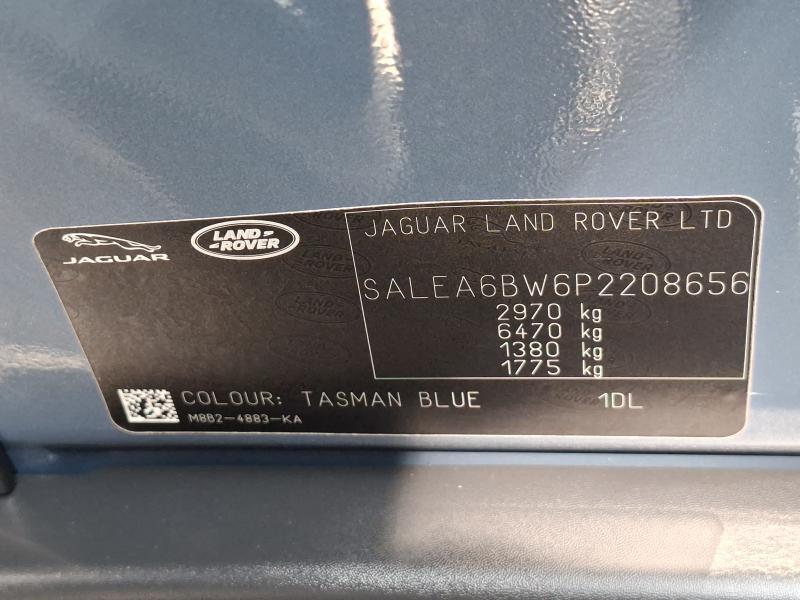 JAGUAR
LAND ROVER
JAGUAR LAND ROVER LTD
SALEA6BW6P2208656
2970 kg
6470 kg
1380 kg
1775 kg
COLOUR: TASMAN BLUE 1DL
M8B2-4883-KA